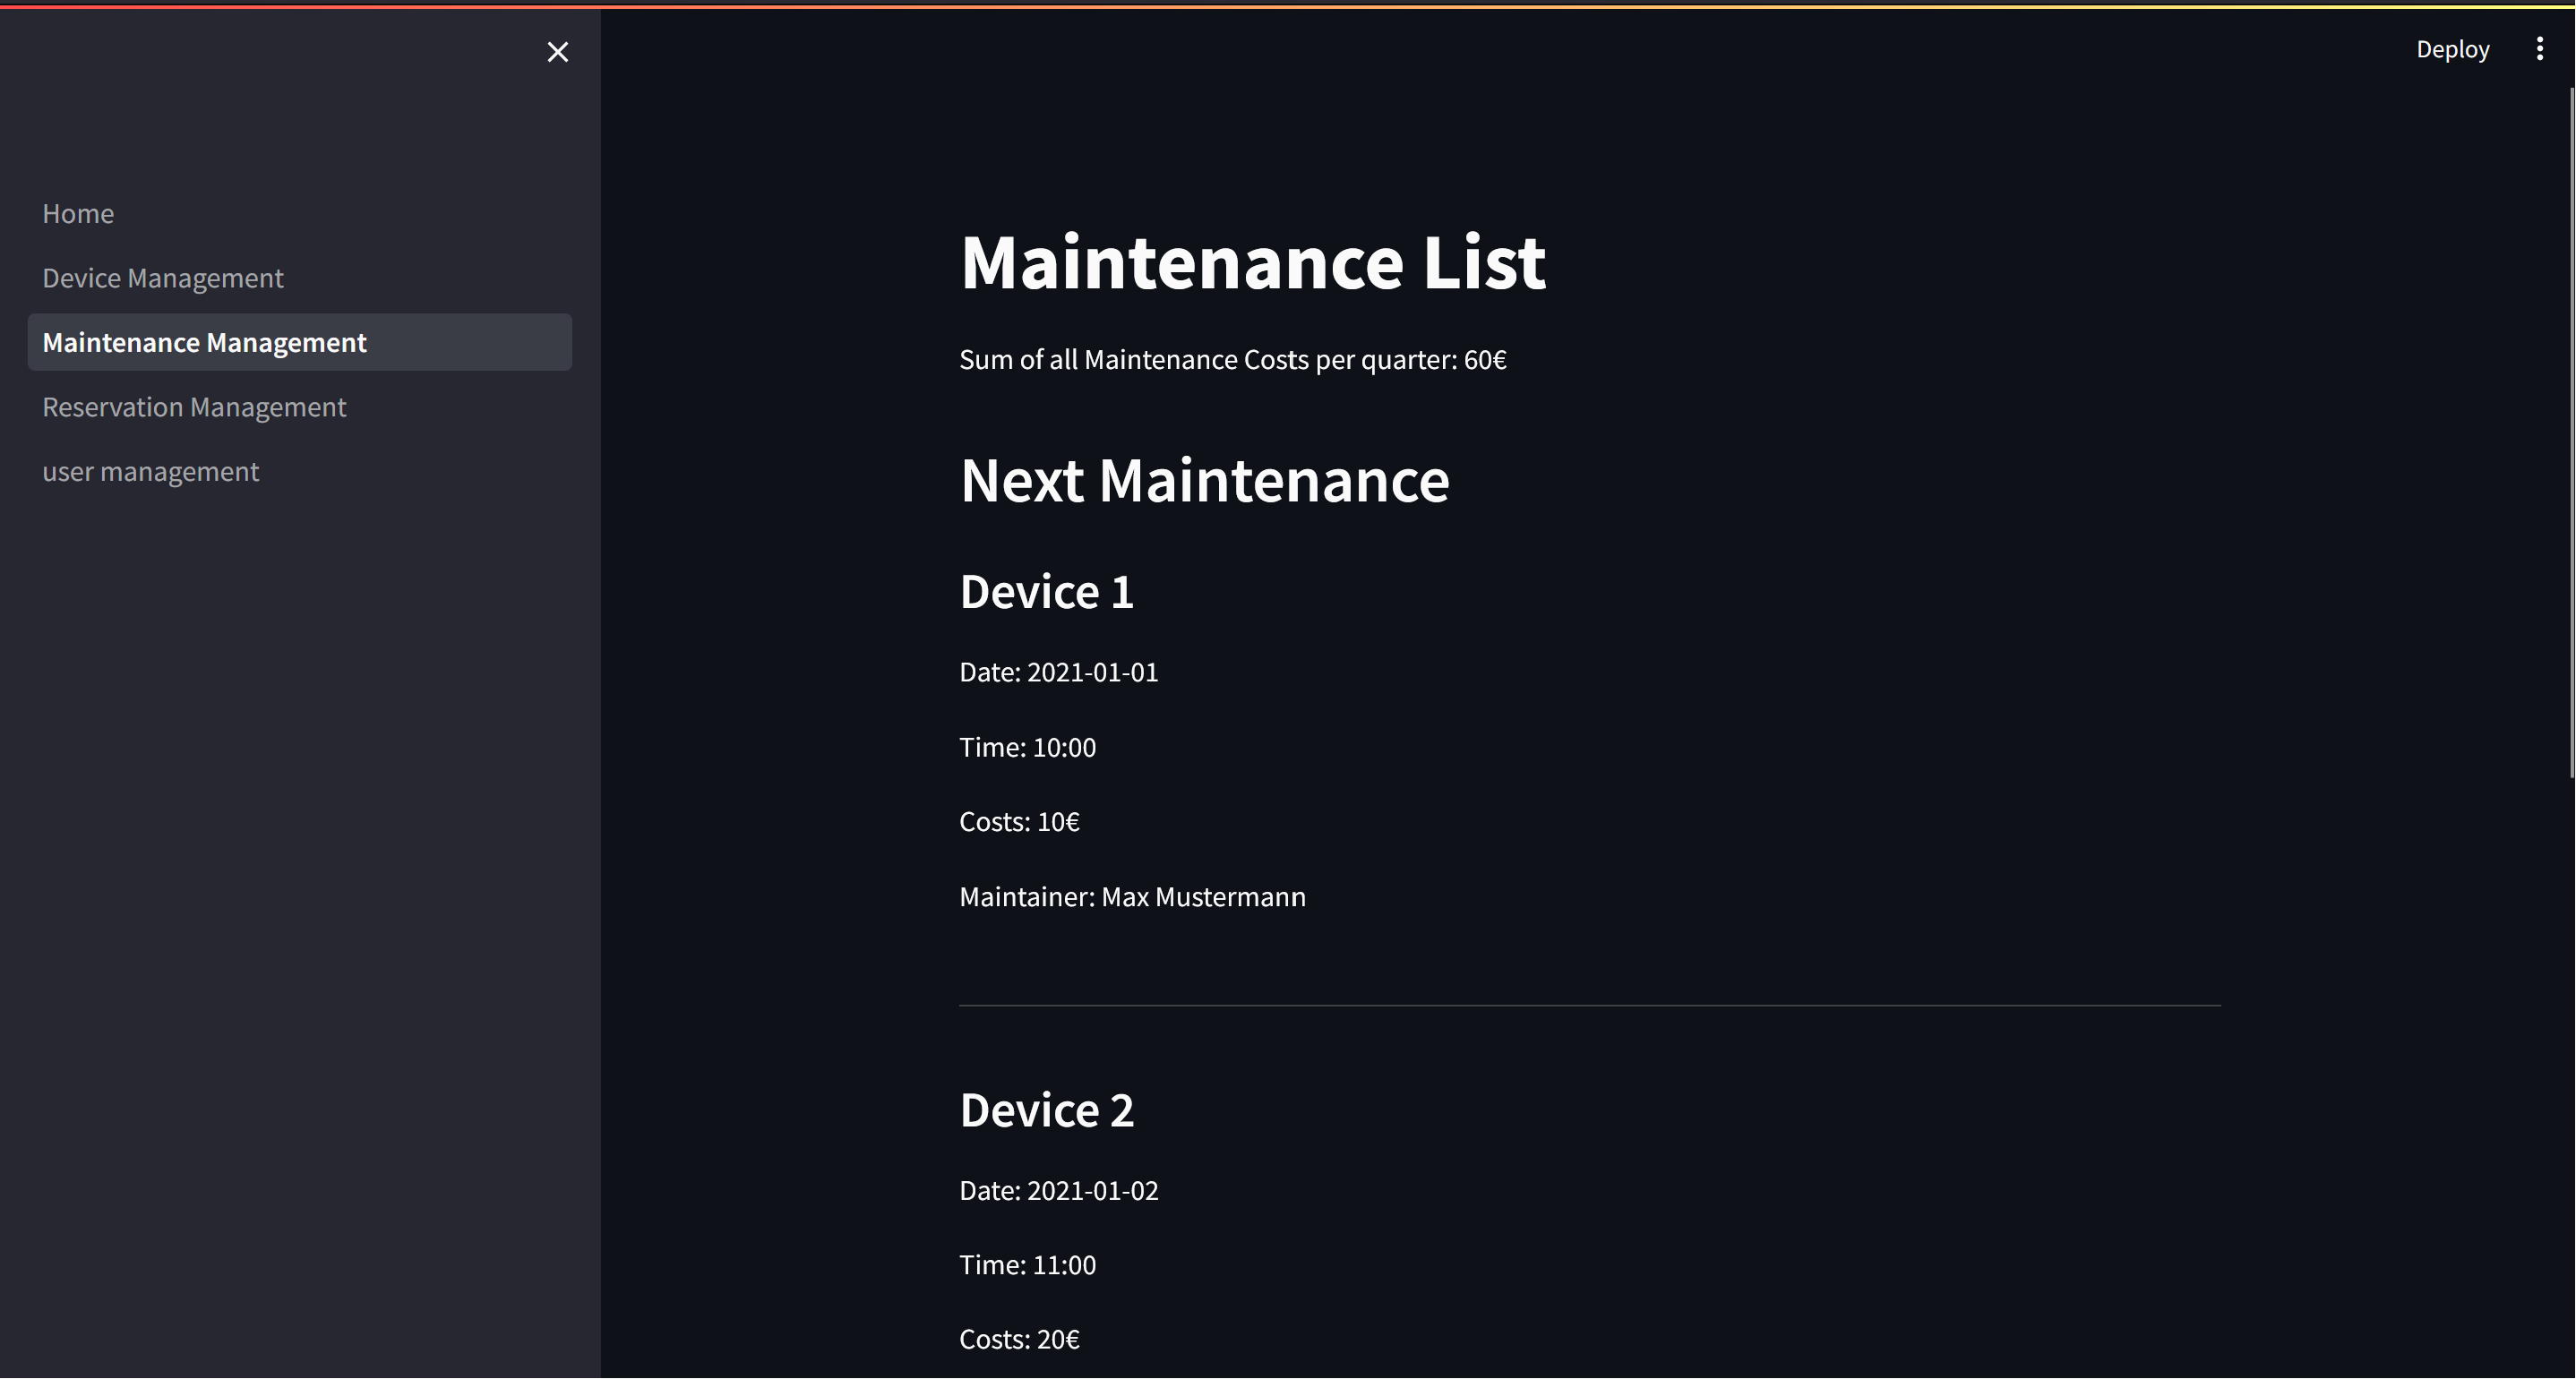 Deploy
Home
Device Management
Maintenance Management
Reservation Management
user management
Maintenance List
Sum of all Maintenance Costs per quarter: 60€
Next Maintenance
Device 1
Date: 2021-01-01
Time: 10:00
Costs: 10€
Maintainer: Max Mustermann
Device 2
Date: 2021-01-02
Time: 11:00
Costs: 20€